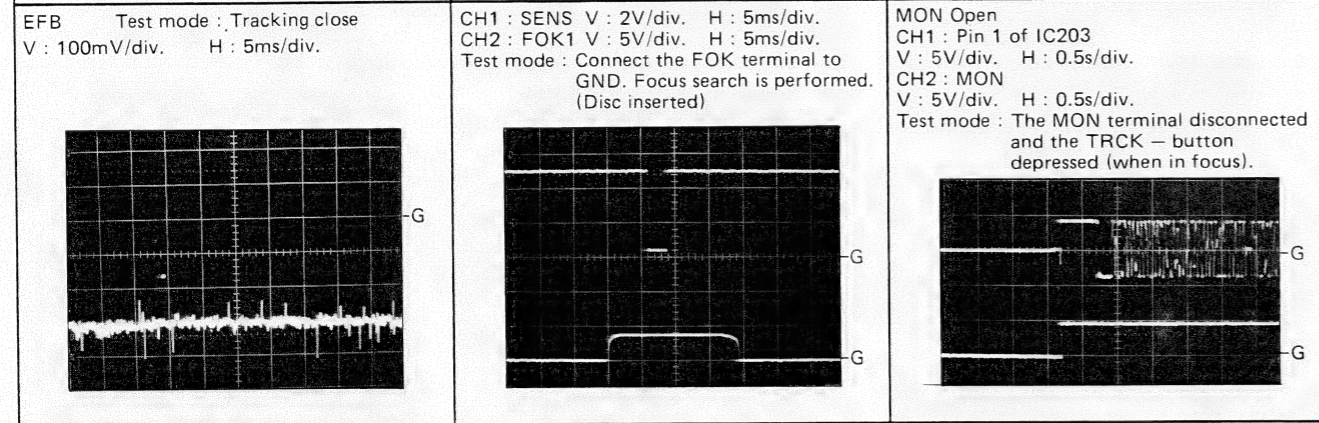 EFB Test mode : Tracking close
V : 100mV/div. H : 5ms/div.
-G
CH1 : SENS V : 2V/div. H : 5ms/div.
CH2 : FOK1 V : 5V/div. H : 5ms/div.
Test mode : Connect the FOK terminal to
GND. Focus search is performed.
(Disc inserted)
-G
-G
MON Open
CH1 : Pin 1 of IC203
V : 5V/div. H : 0.5s/div.
CH2 : MON
V : 5V/div. H : 0.5s/div.
Test mode : The MON terminal disconnected
and the TRCK – button
depressed (when in focus).
-G
-G